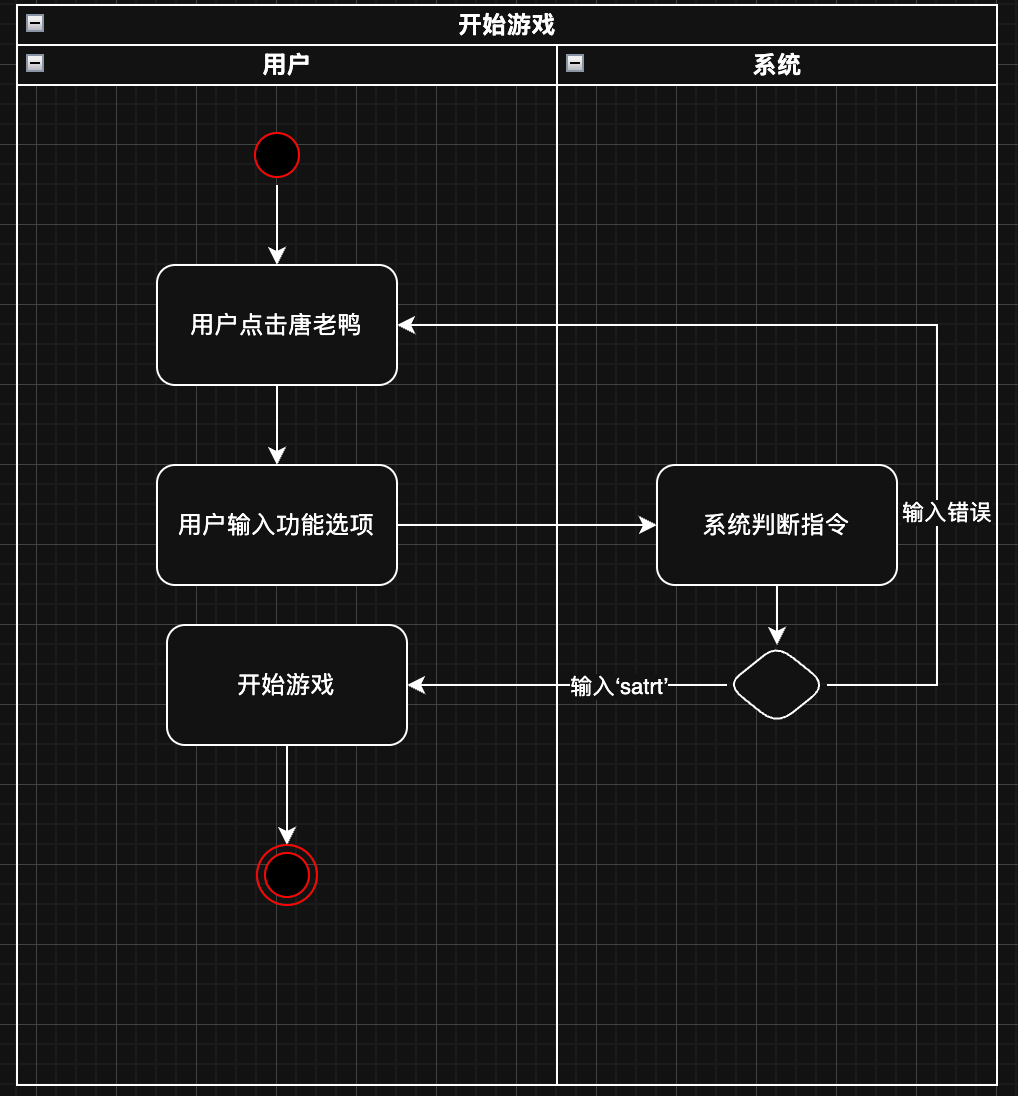 开始游戏
用户
系统
用户点击唐老鸭
用户输入功能选项
系统判断指令
输入错误
开始游戏
输入‘satrt’